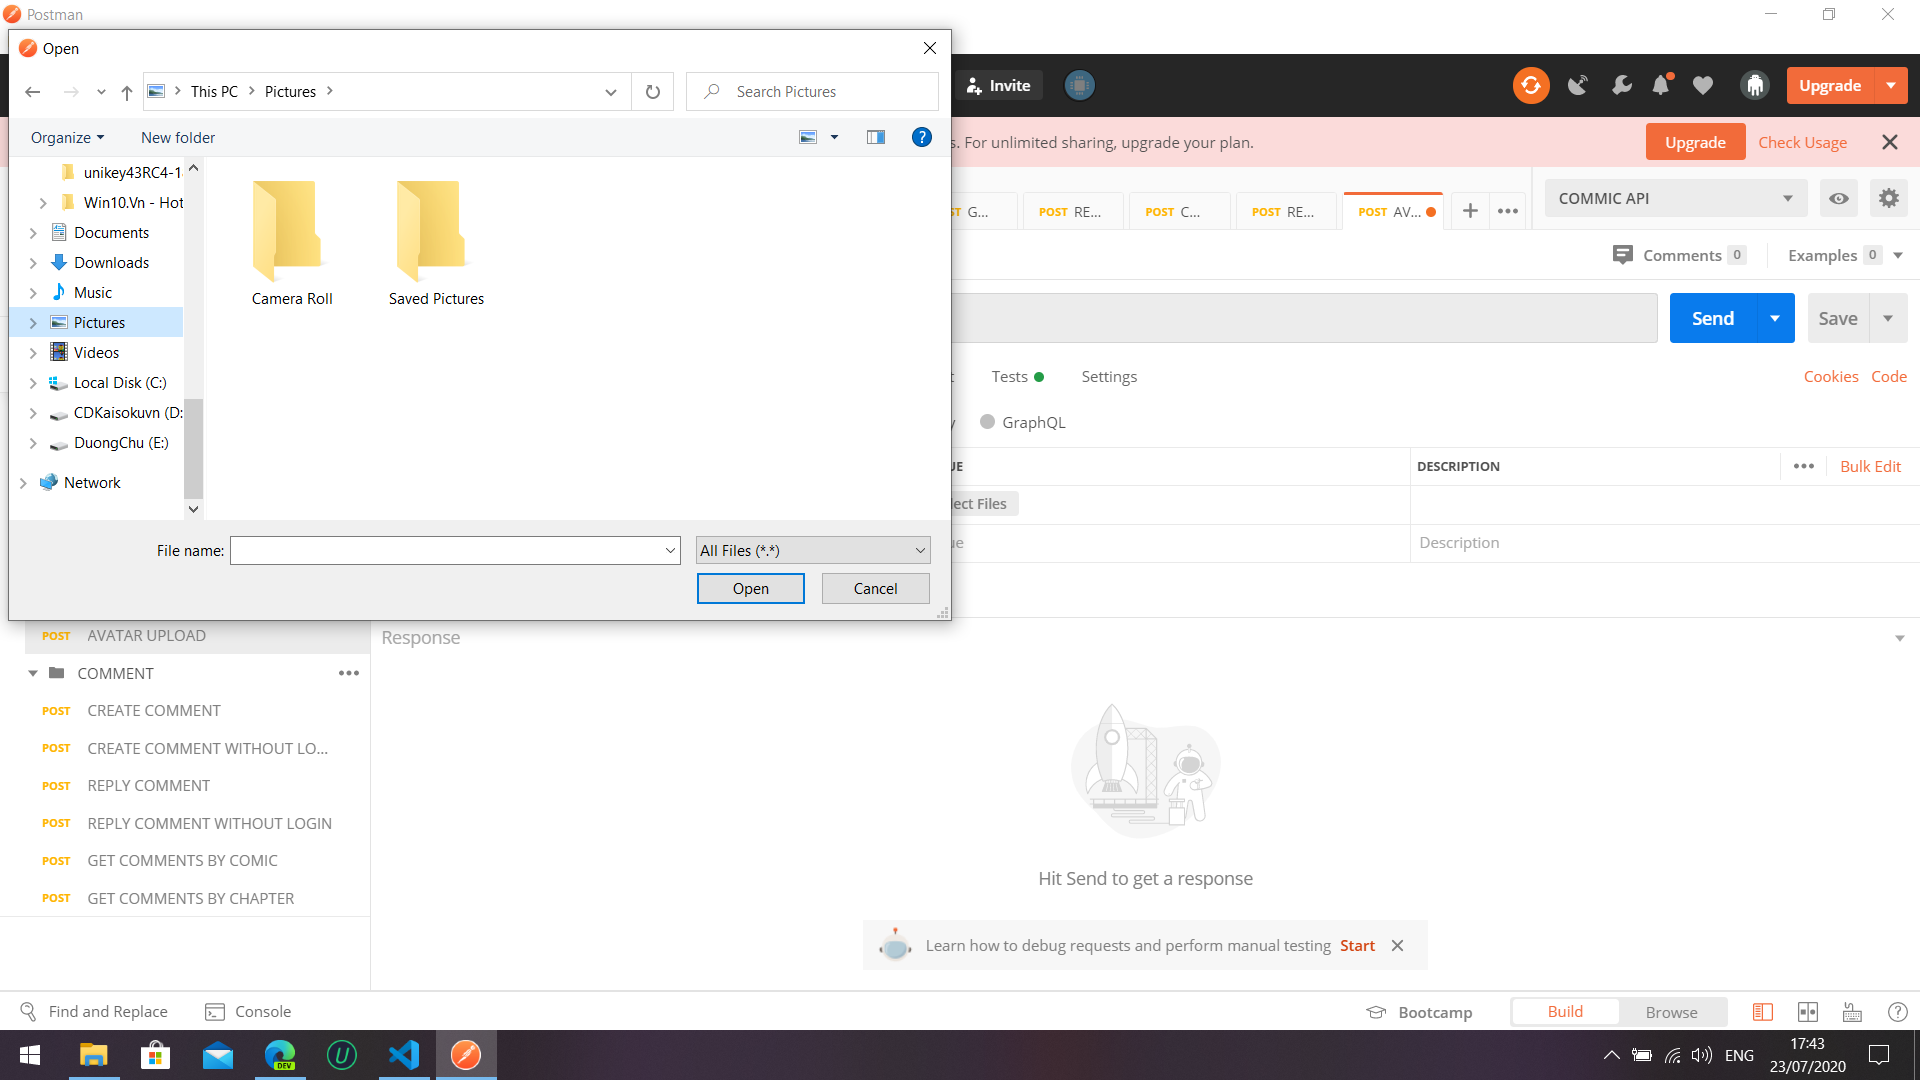 Postman
Open
This PC
Pictures
Search Pictures
Organize
New folder
unikey43RC4-1
Win10.Vn - Hot
Documents
Downloads
Music
Pictures
Videos
Local Disk (C:)
CDKaisokuvn (D:
DuongChu (E:)
Network
Camera Roll
Saved Pictures
File name:
All Files (*.*)
Open
Cancel
Invite
Upgrade
s. For unlimited sharing, upgrade your plan.
Upgrade
Check Usage
ST G...
POST RE...
POST C...
POST RE...
POST AV...
COMMIC API
Comments 0
Examples 0
Send
Save
t
Tests
Settings
Cookies
Code
y
GraphQL
UE
DESCRIPTION
Bulk Edit
lect Files
ue
Description
POST AVATAR UPLOAD
COMMENT
POST CREATE COMMENT
POST CREATE COMMENT WITHOUT LO...
POST REPLY COMMENT
POST REPLY COMMENT WITHOUT LOGIN
POST GET COMMENTS BY COMIC
POST GET COMMENTS BY CHAPTER
Response
Hit Send to get a response
Learn how to debug requests and perform manual testing Start
Find and Replace
Console
Bootcamp
Build
Browse
DEV
ENG
17:43
23/07/2020